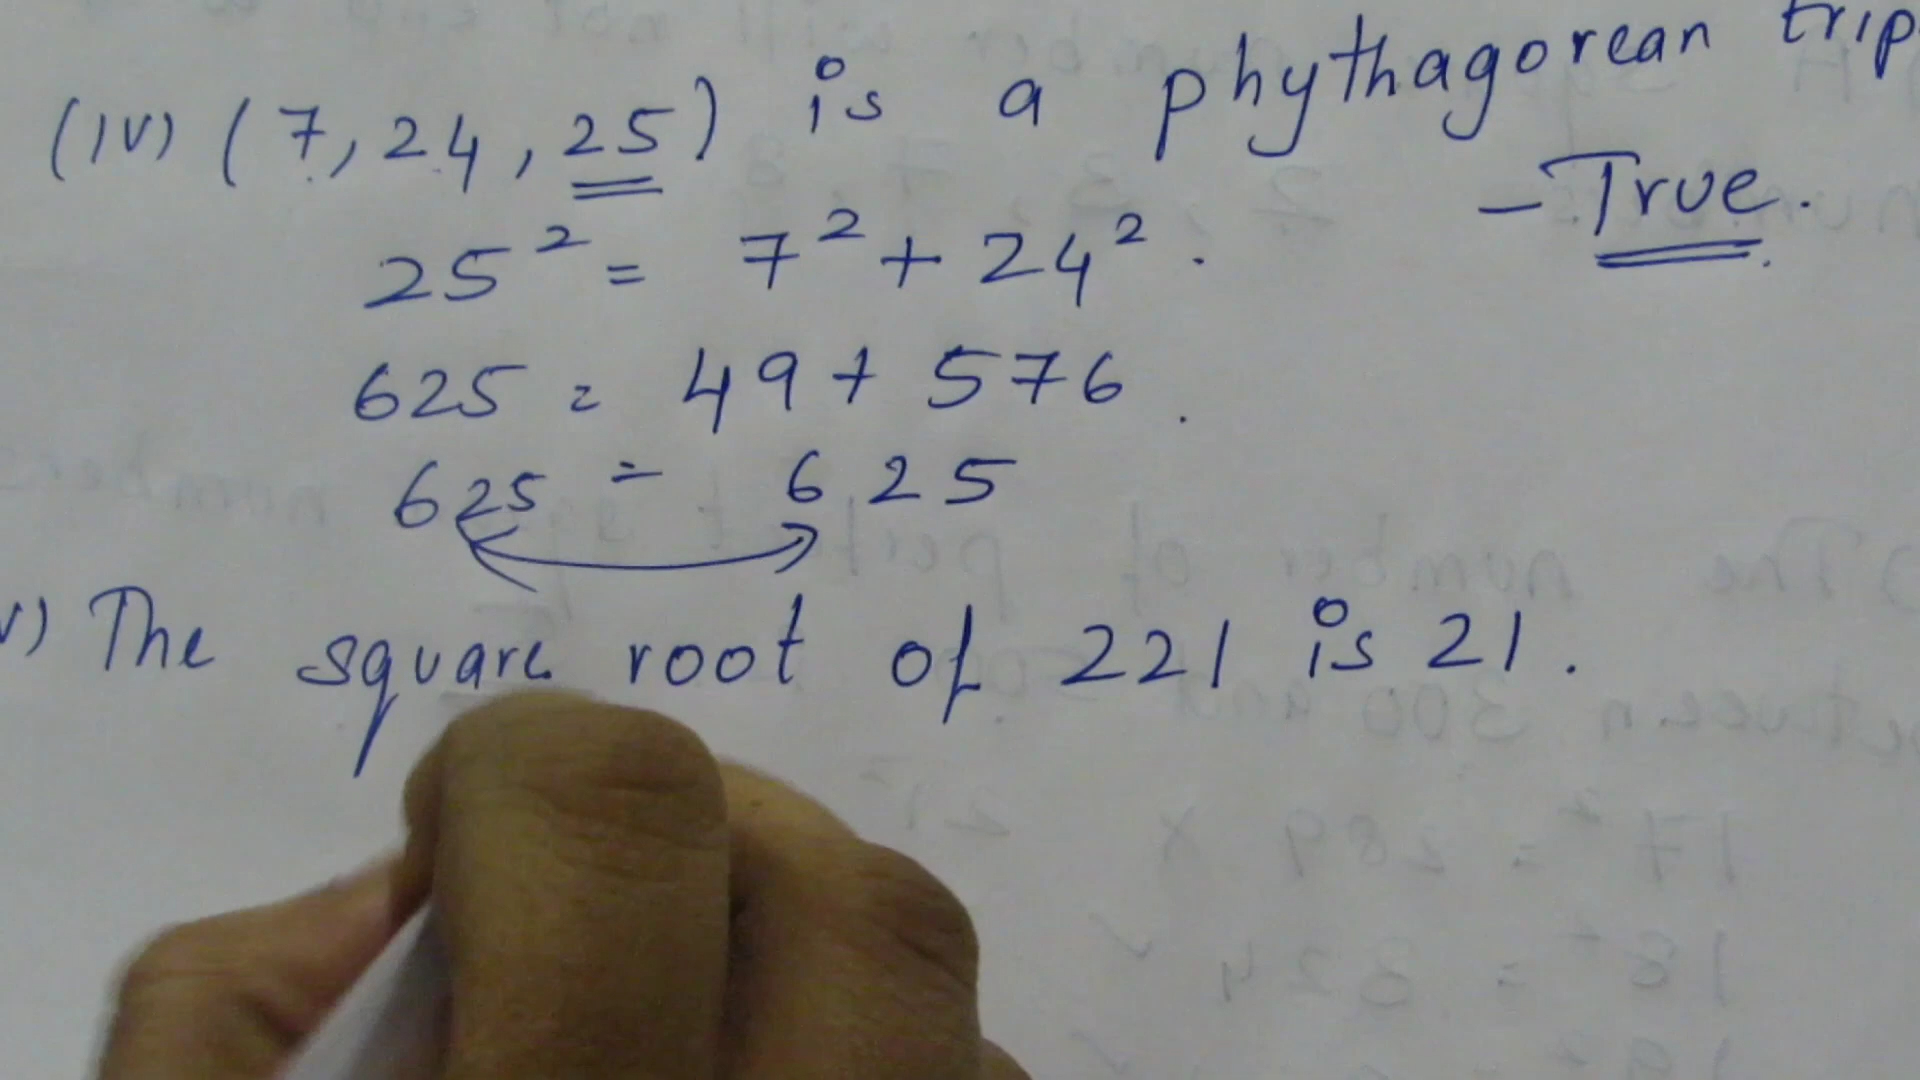 (iv) (7, 24, 25) is a phythagorean trip
- True.
25² = 7² + 24².
625 = 49 + 576.
625 = 625
v) The square root of 221 is 21.